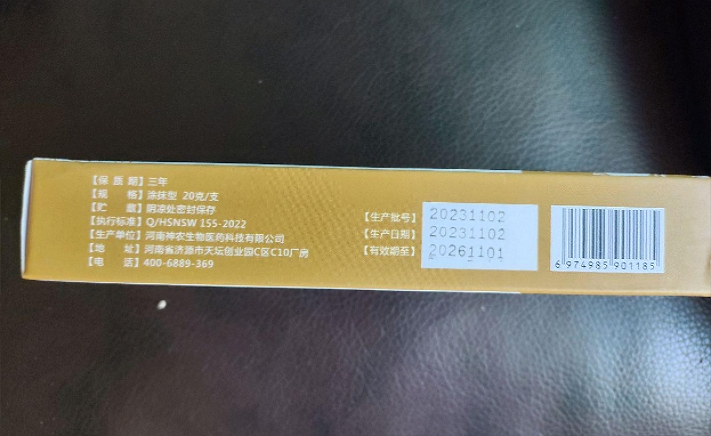 【保 质 期】三年
【规 格】涂抹型 20克/支
【贮 藏】阴凉处密封保存
【执行标准】Q/HSNSW 155-2022
【生产单位】河南神农生物医药科技有限公司
【地 址】河南省济源市天坛创业园C区C10厂房
【电 话】400-6889-369
【生产批号】20231102
【生产日期】20231102
【有效期至】20261101
6 974985 901185